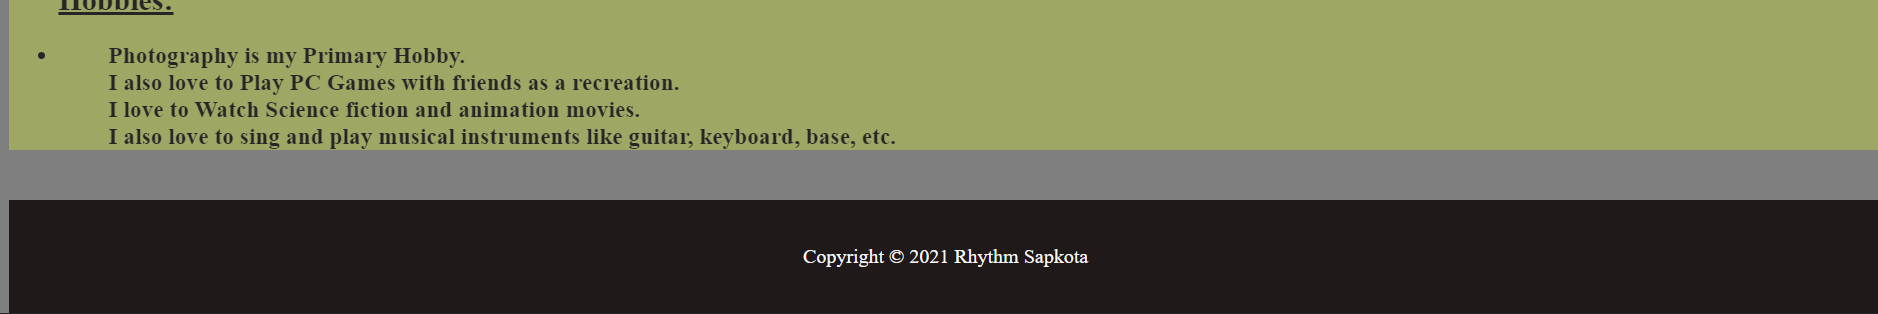 Hobbies:
Photography is my Primary Hobby.
I also love to Play PC Games with friends as a recreation.
I love to Watch Science fiction and animation movies.
I also love to sing and play musical instruments like guitar, keyboard, base, etc.
Copyright © 2021 Rhythm Sapkota